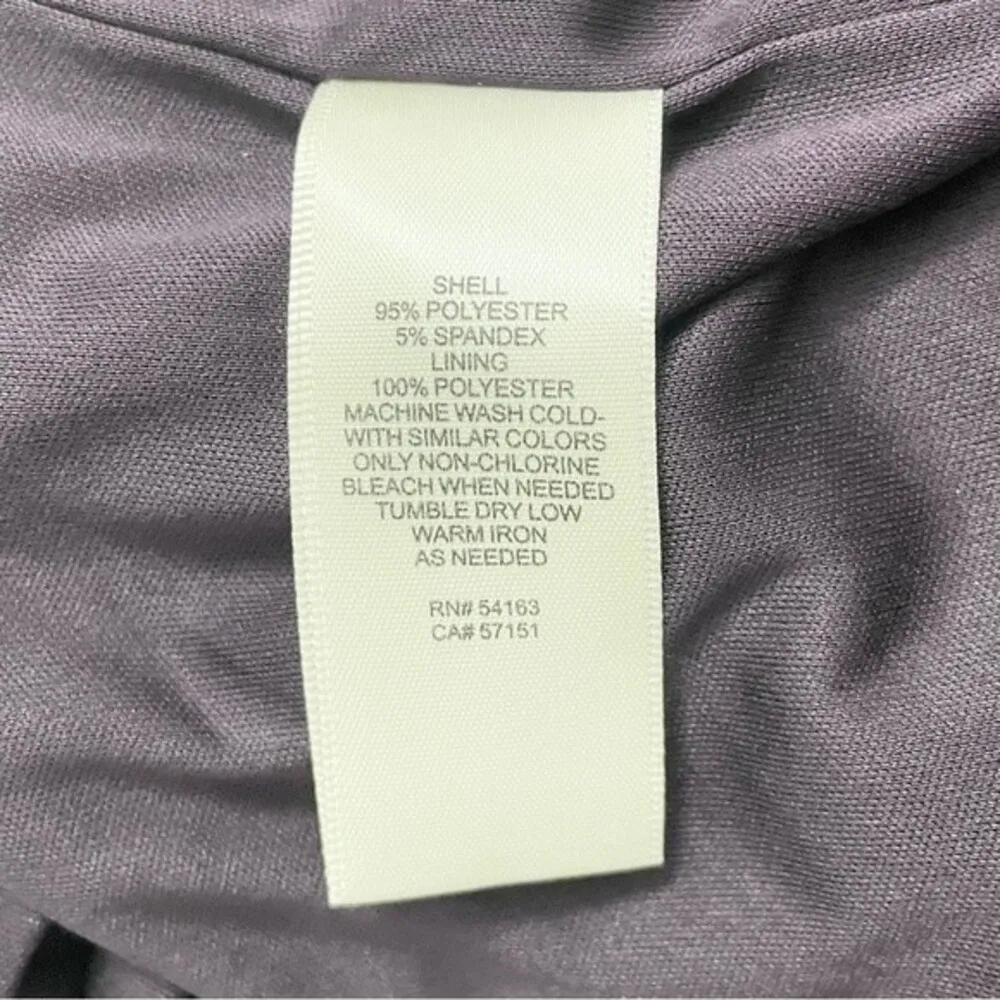 SHELL
95% POLYESTER
5% SPANDEX
LINING
100% POLYESTER
MACHINE WASH COLD-
WITH SIMILAR COLORS
ONLY NON-CHLORINE
BLEACH WHEN NEEDED
TUMBLE DRY LOW
WARM IRON
AS NEEDED
RN# 54163
CA# 57151